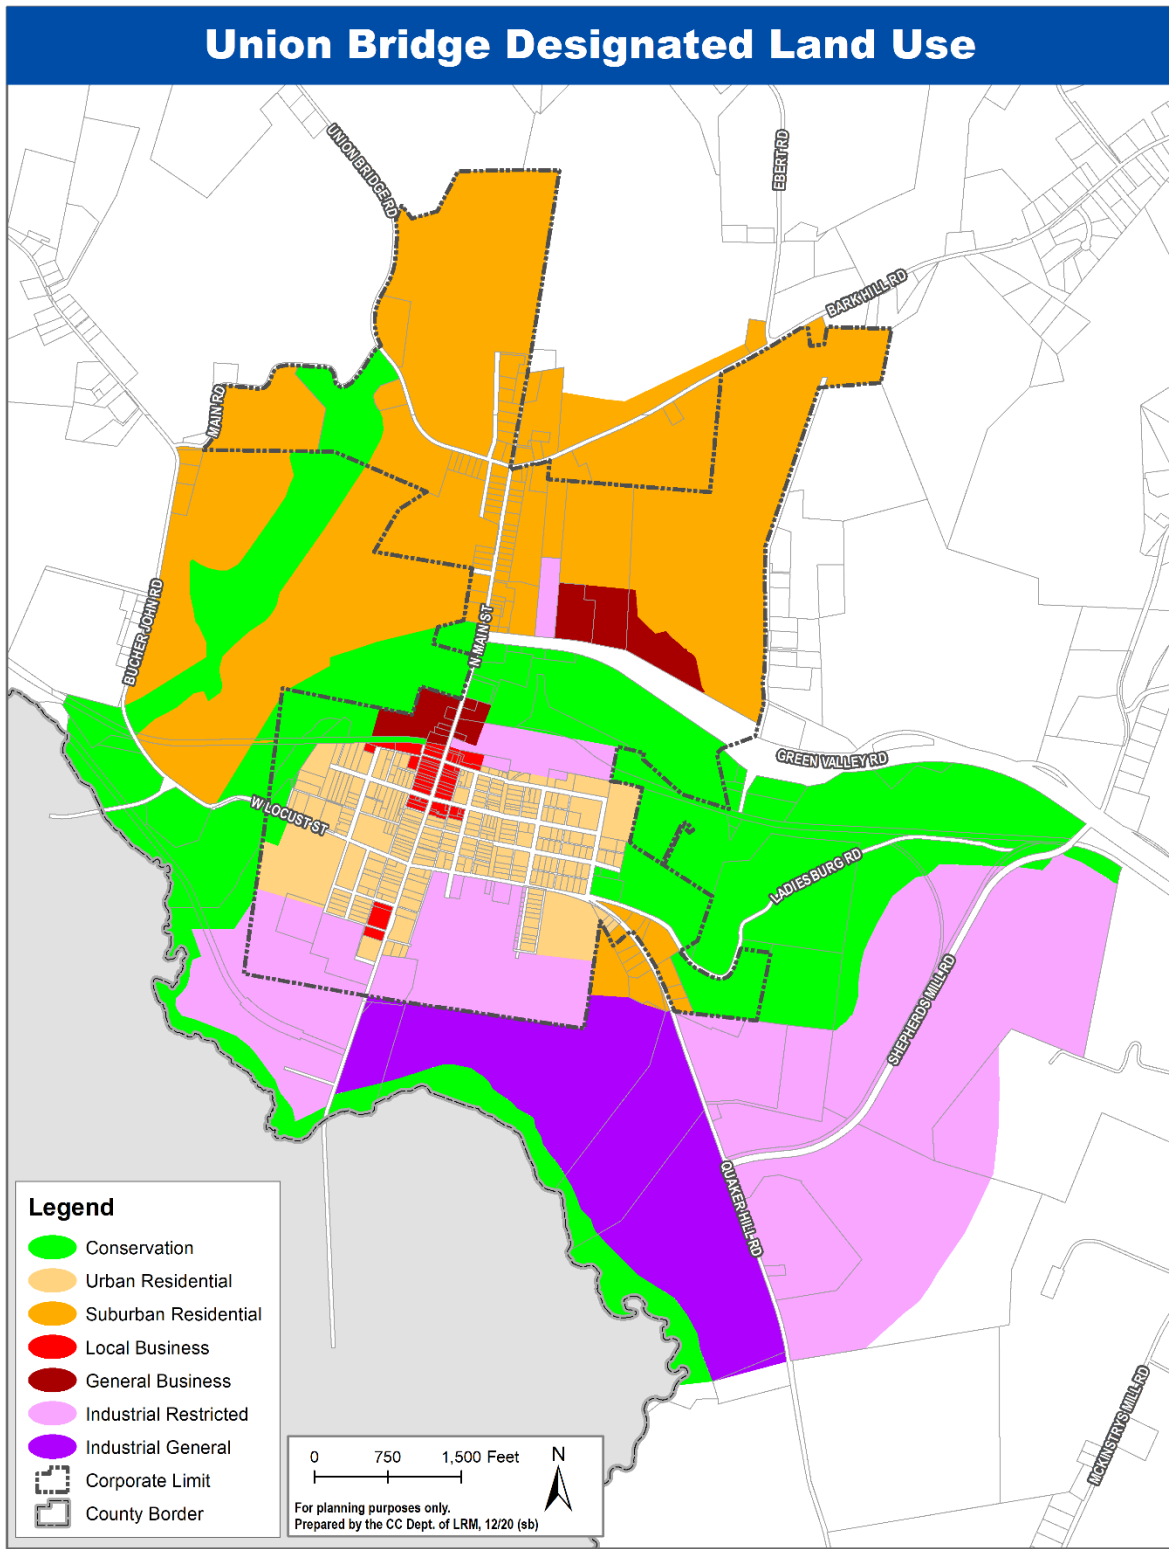 Union Bridge Designated Land Use
UNION BRIDGE RD
EBERT RD
BARK HILL RD
MAIN RD
BUCHER JOHN RD
N MAIN ST
GREEN VALLEY RD
W LOCUST ST
LADIESBURG RD
SHEPHERDS MILL RD
QUAKER HILL RD
MCKINSTRYS MILL RD
Legend
Conservation
Urban Residential
Suburban Residential
Local Business
General Business
Industrial Restricted
Industrial General
Corporate Limit
County Border
0 750 1,500 Feet
N
For planning purposes only.
Prepared by the CC Dept. of LRM, 12/20 (sb)